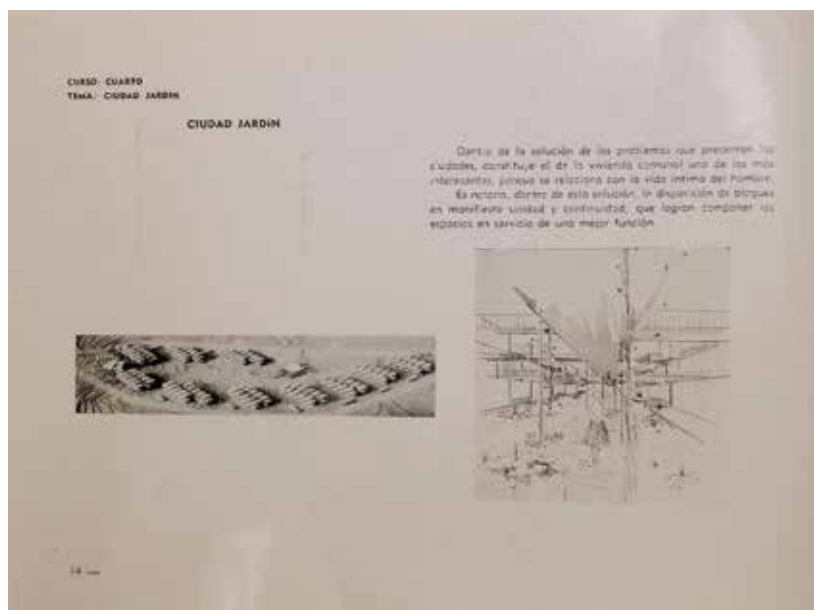 CURSO: CUARTO
TEMA: CIUDAD JARDIN
CIUDAD JARDIN
Dentro de la solución de los problemas que presentan las
ciudades, constituye el de la vivienda comunal uno de los más
interesantes, porque se relaciona con la vida íntima del hombre.
Es notoria, dentro de esta solución, la disposición de bloques
en manifiesta unidad y continuidad, que logran componer los
espacios en servicio de una mejor función
14 —